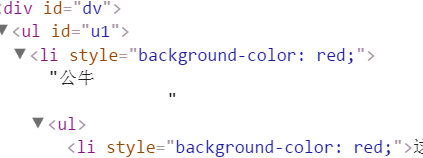 <div id="dv">
▼<ul id="u1">
▼<li style="background-color: red;">
"公牛
"
▼<ul>
<li style="background-color: red;">